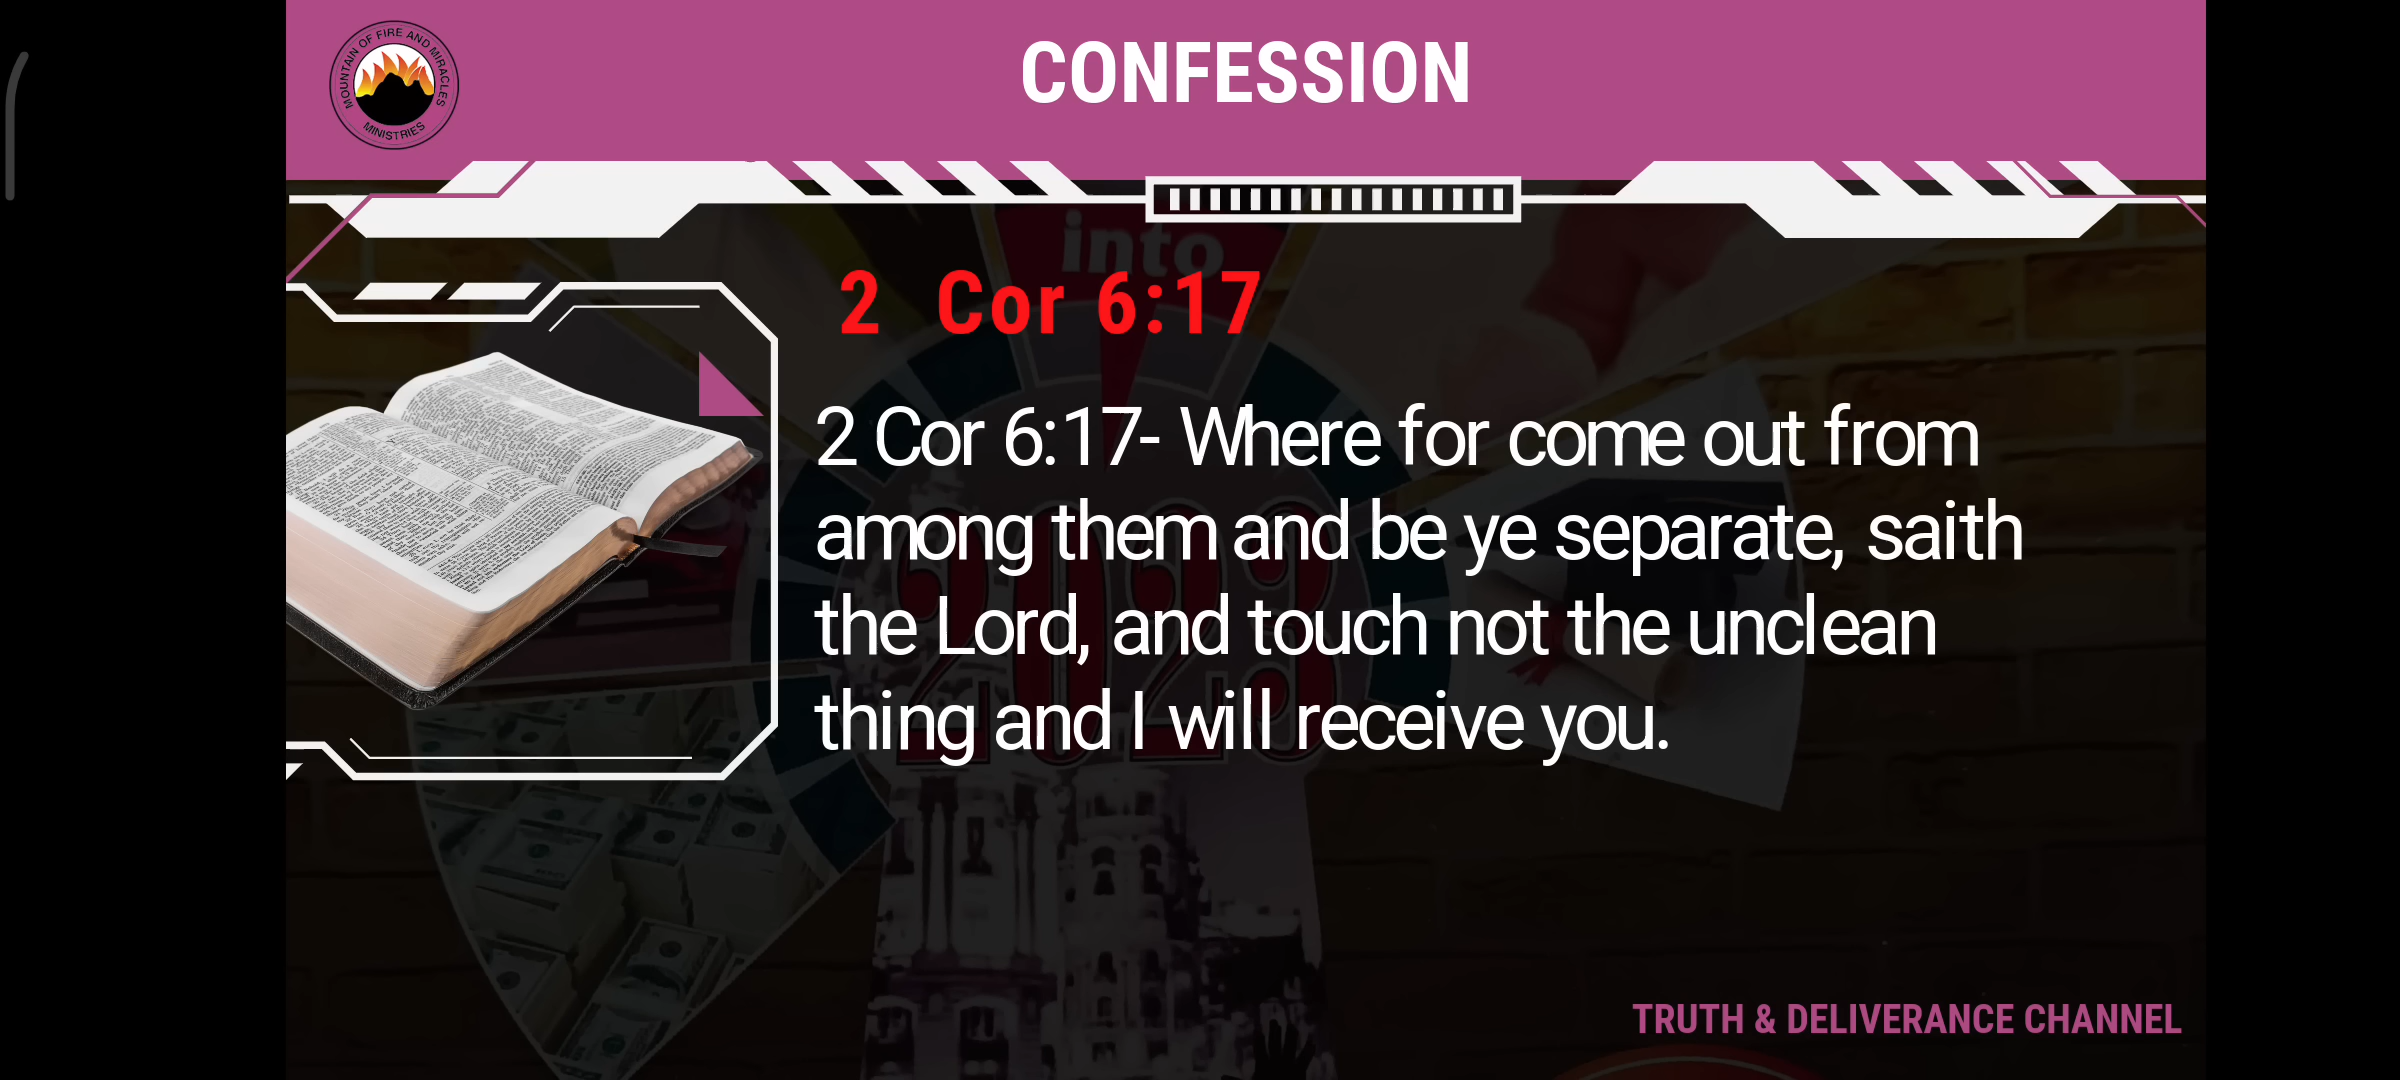 MOUNTAIN OF FIRE AND MIRACLES
MINISTRIES
CONFESSION
into
2 Cor 6:17
2 Cor 6:17- Where for come out from
among them and be ye separate, saith
the Lord, and touch not the unclean
thing and I will receive you.
2023
TRUTH & DELIVERANCE CHANNEL